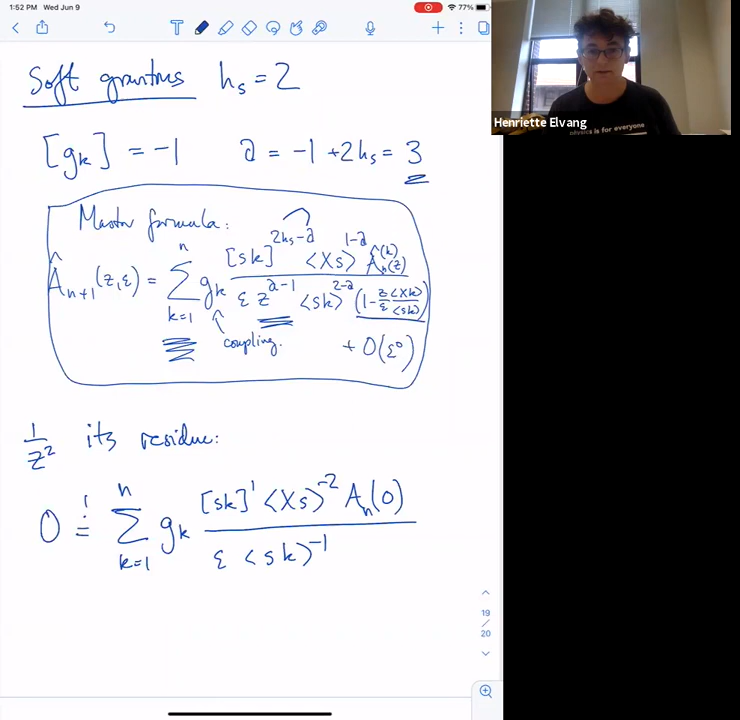 1:52 PM Wed Jun 9
77%
Soft gravitons h_s = 2
[g_k] = -1 a = -1 + 2h_s = 3
Master formula:
Â_{n+1}(z,ε) = Σ_{k=1}^{n} g_k [sk]^{2h_s-a} <Xs>^{1-a} Â_n^{(k)}(z) / ε z^{a-1} <sk>^{2-a} (1 - z<Xk>/ε<sk>)
coupling. + O(ε^0)
1/z^2 its residue:
0 =^! Σ_{k=1}^{n} g_k [sk]^1 <Xs>^{-2} A_n(0) / ε <sk>^{-1}
Henriette Elvang
physics is for everyone
19
/
20